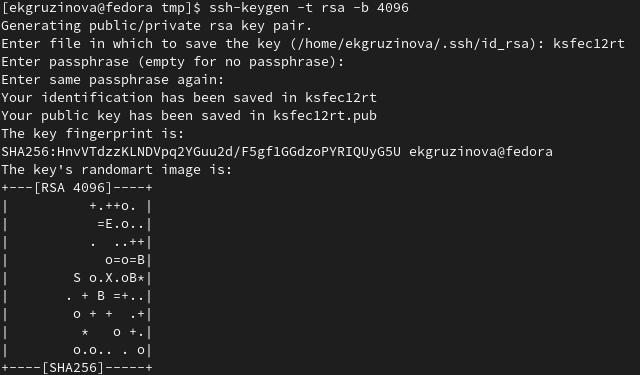 [ekgruzinova@fedora tmp]$ ssh-keygen -t rsa -b 4096
Generating public/private rsa key pair.
Enter file in which to save the key (/home/ekgruzinova/.ssh/id_rsa): ksfec12rt
Enter passphrase (empty for no passphrase):
Enter same passphrase again:
Your identification has been saved in ksfec12rt
Your public key has been saved in ksfec12rt.pub
The key fingerprint is:
SHA256:HnvVTdzzKLNDVpq2YGuu2d/F5gf1GGdzoPYRIQUyG5U ekgruzinova@fedora
The key's randomart image is:
+---[RSA 4096]----+
|          +.++o. |
|           =E.o..|
|          .  ..++|
|            o=o=B|
|        S o.X.oB*|
|       . + B =+..|
|        o + +  .+|
|         *   o +.|
|        o.o.. . o|
+----[SHA256]-----+